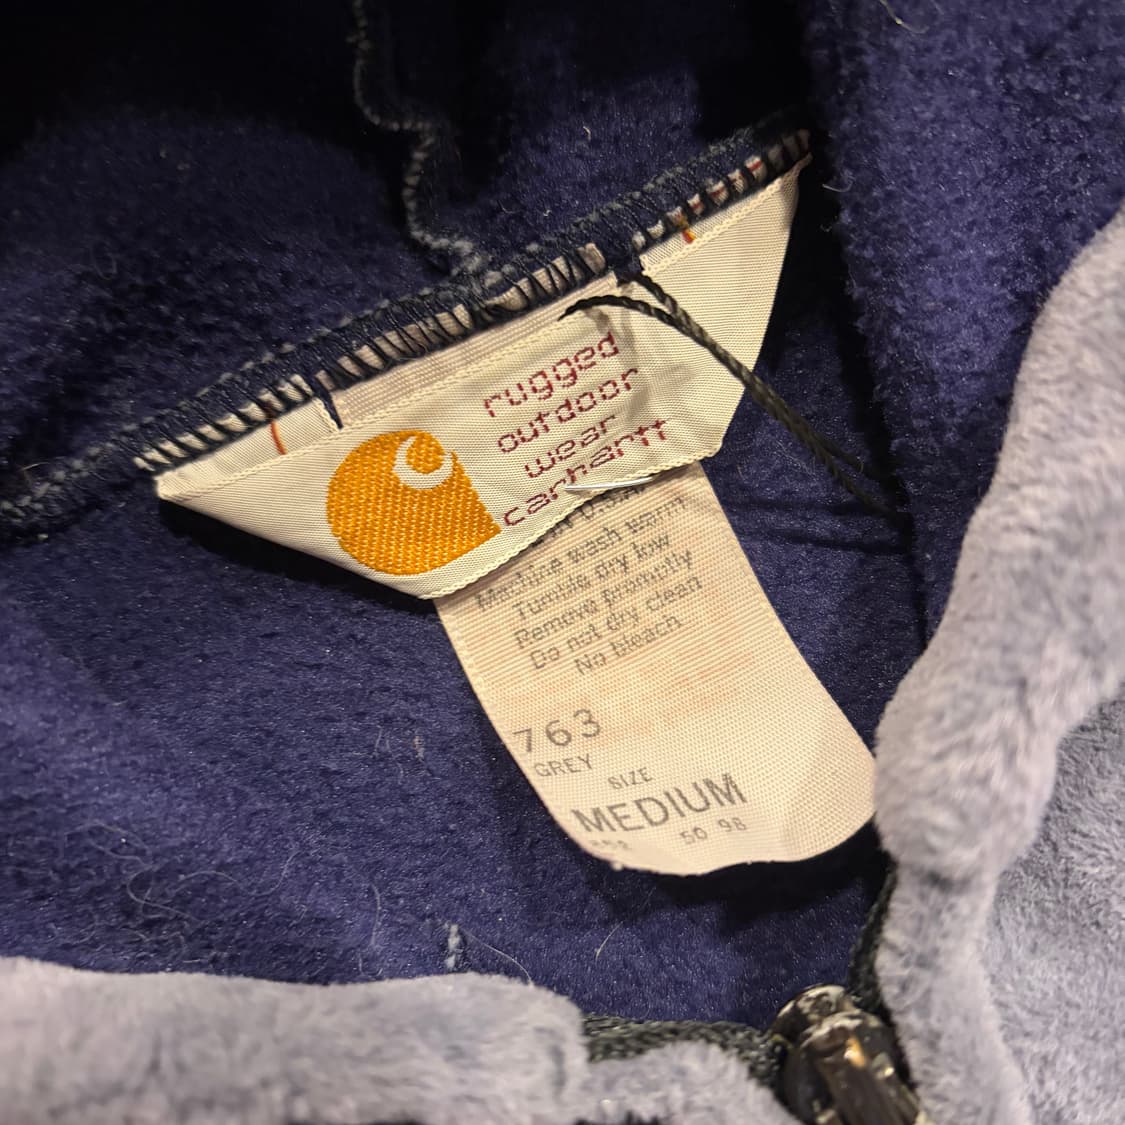 rugged
outdoor
wear
carhartt
Machine wash warm
Tumble dry low
Remove promptly
Do not dry clean
No bleach
763
GREY
SIZE
MEDIUM
50 98